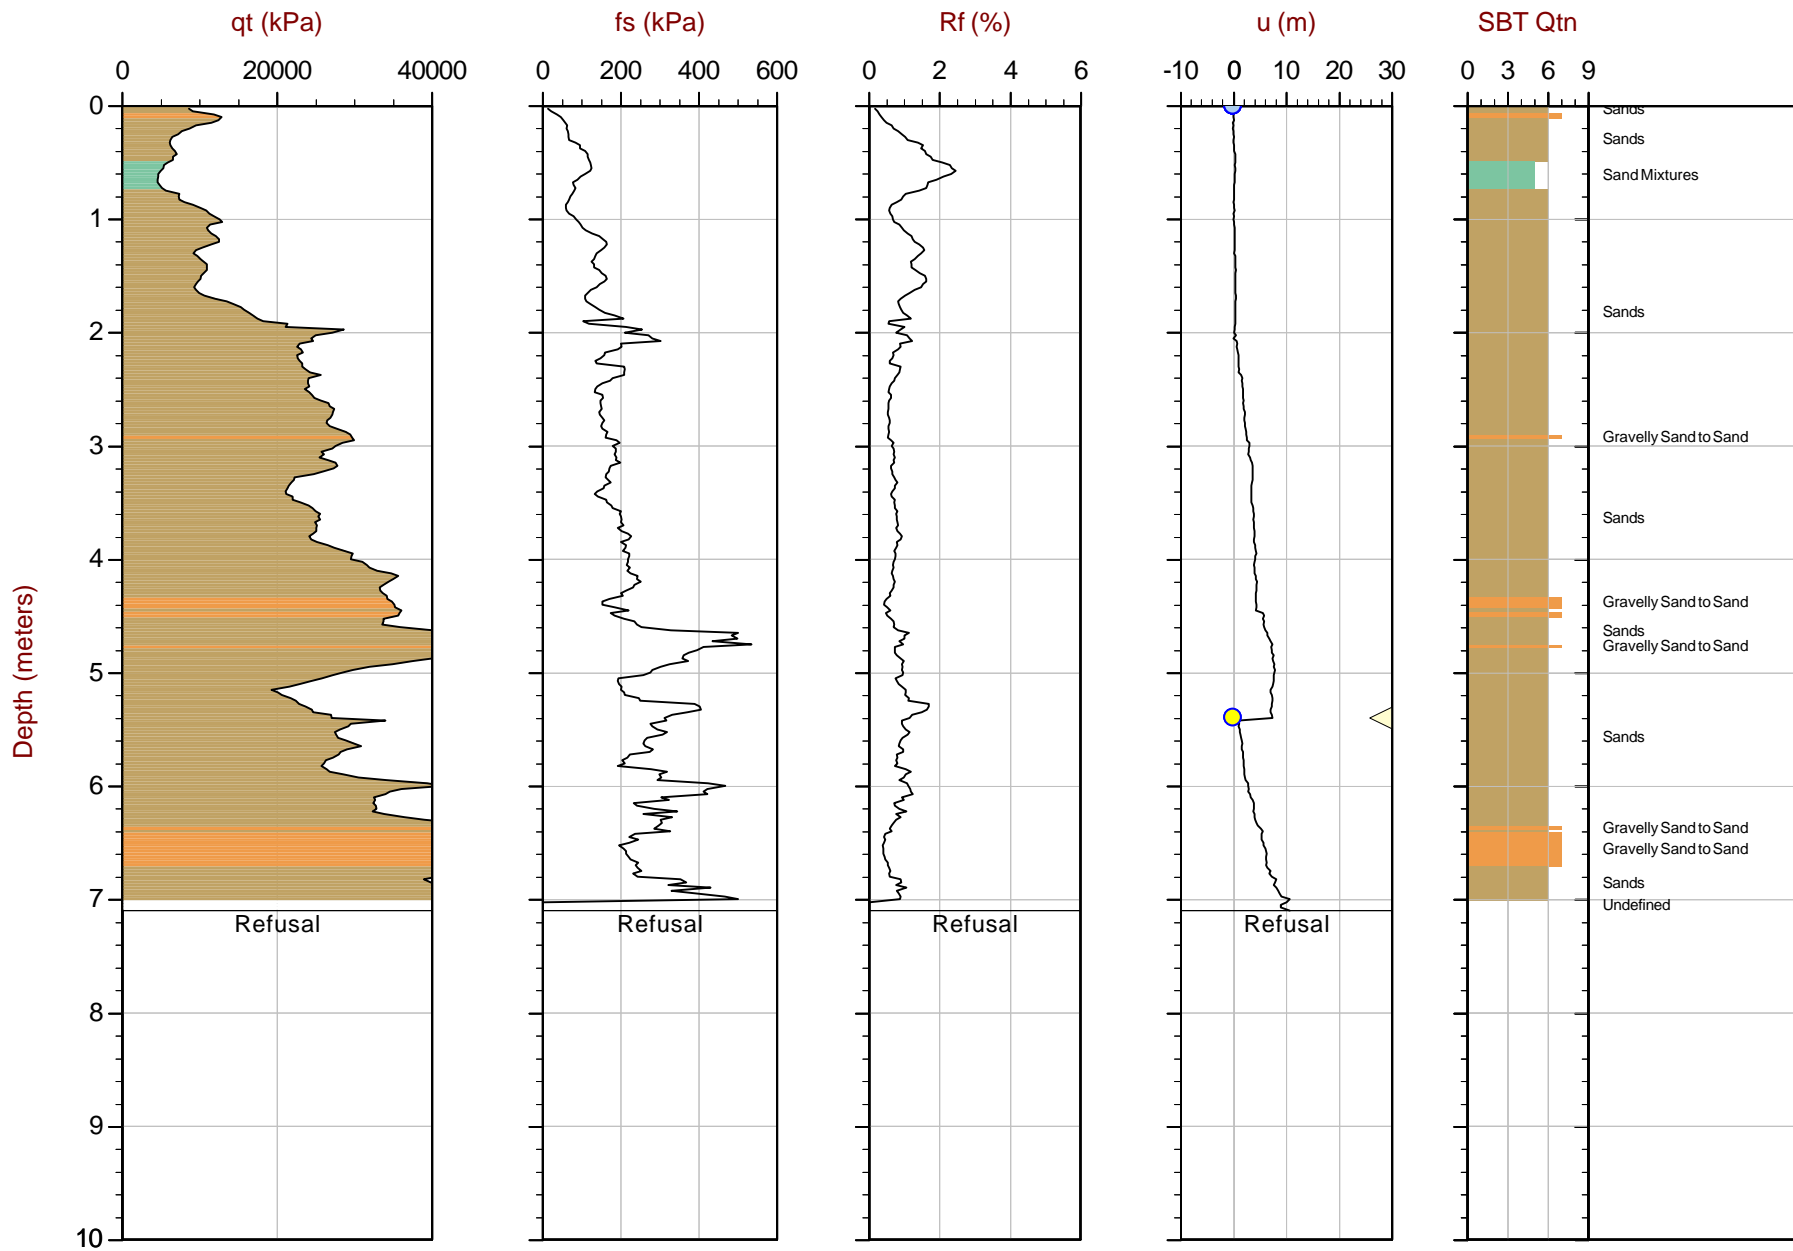 qt (kPa) fs (kPa) Rf (%) u (m) SBT Qtn
0 20000 40000 0 200 400 600 0 2 4 6 -10 0 10 20 30 0 3 6 9
0
Sands
Sands
Sand Mixtures
1
Sands
2
Gravelly Sand to Sand
3
Sands
4
Gravelly Sand to Sand
Sands
Gravelly Sand to Sand
5
Depth (meters)
Sands
6
Gravelly Sand to Sand
Gravelly Sand to Sand
Sands
7
Undefined
Refusal Refusal Refusal Refusal
8
9
10